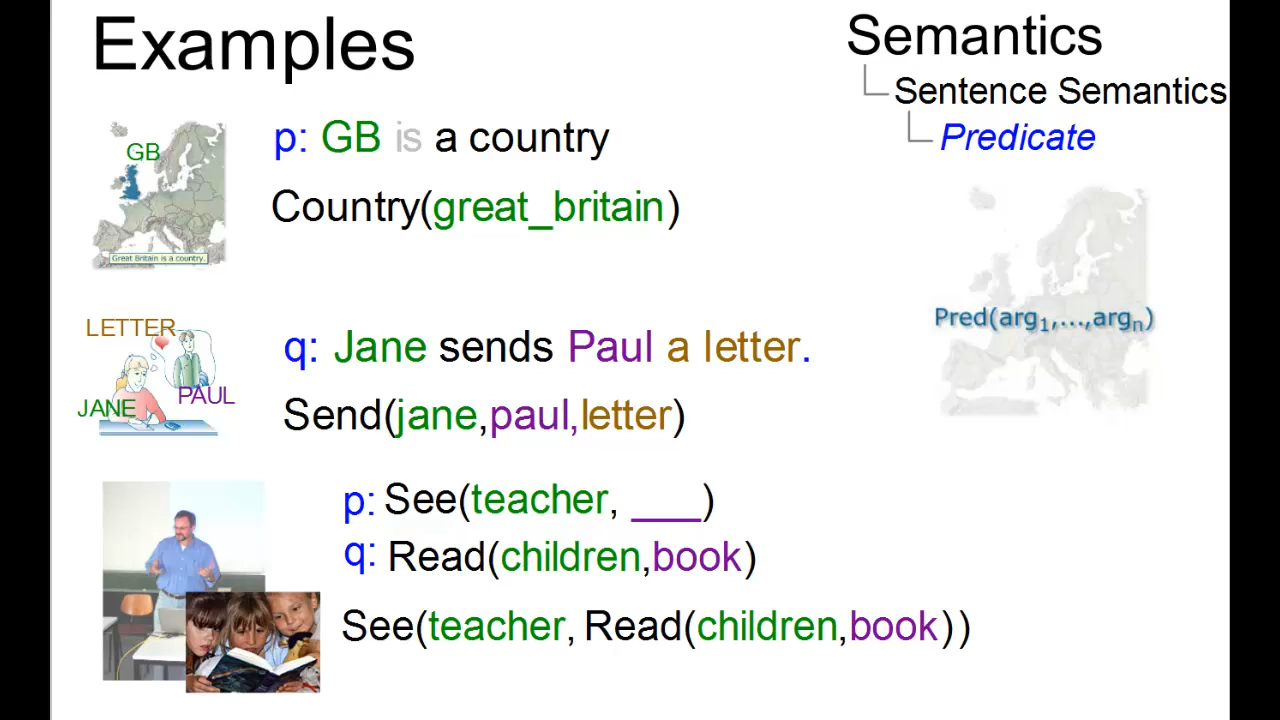 Examples
Semantics
Sentence Semantics
Predicate
GB
Great Britain is a country.
p: GB is a country
Country(great_britain)
Pred(arg1,...,argn)
LETTER
JANE
PAUL
q: Jane sends Paul a letter.
Send(jane,paul,letter)
p: See(teacher, ___)
q: Read(children,book)
See(teacher, Read(children,book))